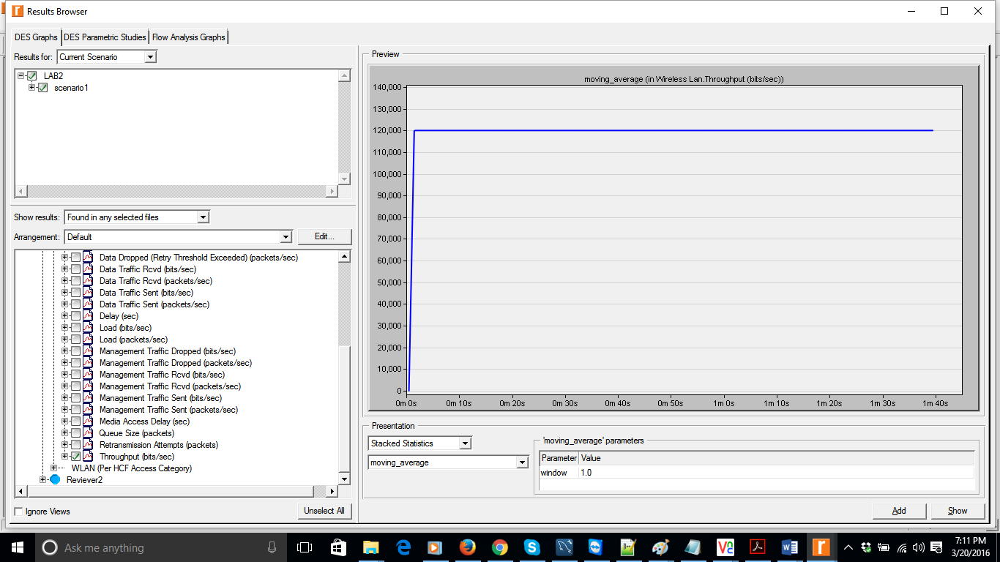 Results Browser
DES Graphs DES Parametric Studies Flow Analysis Graphs
Results for: Current Scenario
LAB2
scenario1
Show results: Found in any selected files
Arrangement: Default Edit...
Data Dropped (Retry Threshold Exceeded) (packets/sec)
Data Traffic Rcvd (bits/sec)
Data Traffic Rcvd (packets/sec)
Data Traffic Sent (bits/sec)
Data Traffic Sent (packets/sec)
Delay (sec)
Load (bits/sec)
Load (packets/sec)
Management Traffic Dropped (bits/sec)
Management Traffic Dropped (packets/sec)
Management Traffic Rcvd (bits/sec)
Management Traffic Rcvd (packets/sec)
Management Traffic Sent (bits/sec)
Management Traffic Sent (packets/sec)
Media Access Delay (sec)
Queue Size (packets)
Retransmission Attempts (packets)
Throughput (bits/sec)
WLAN (Per HCF Access Category)
Reviever2
Ignore Views Unselect All
Preview
moving_average (in Wireless Lan.Throughput (bits/sec))
140,000
130,000
120,000
110,000
100,000
90,000
80,000
70,000
60,000
50,000
40,000
30,000
20,000
10,000
0
0m 0s 0m 10s 0m 20s 0m 30s 0m 40s 0m 50s 1m 0s 1m 10s 1m 20s 1m 30s 1m 40s
Presentation
Stacked Statistics
moving_average
'moving_average' parameters
Parameter Value
window 1.0
Add Show
Ask me anything
7:11 PM
3/20/2016